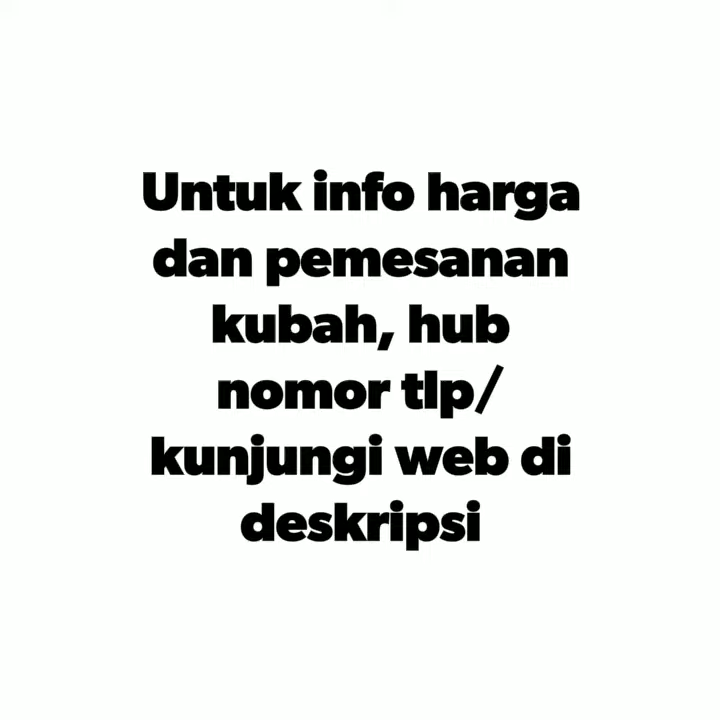 Untuk info harga
dan pemesanan
kubah, hub
nomor tlp/
kunjungi web di
deskripsi